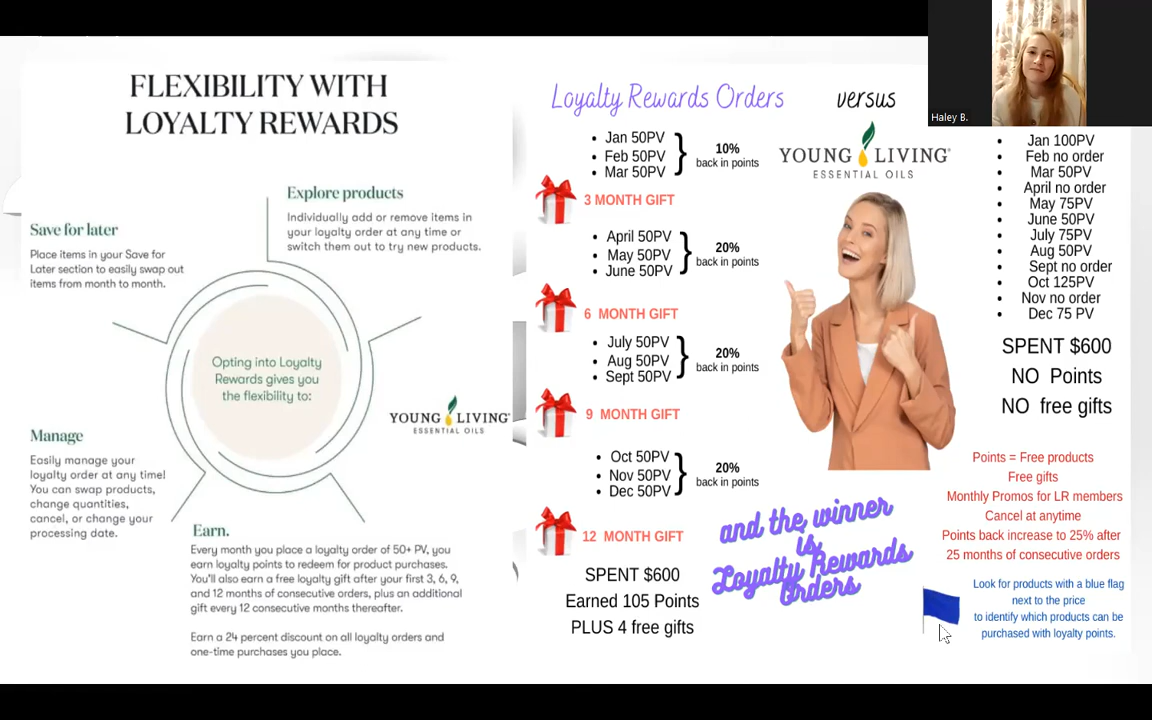 FLEXIBILITY WITH
LOYALTY REWARDS
Explore products
Individually add or remove items in
your loyalty order at any time or
switch them out to try new products.
Save for later
Place items in your Save for
Later section to easily swap out
items from month to month.
Opting into Loyalty
Rewards gives you
the flexibility to:
YOUNG LIVING
ESSENTIAL OILS
Manage
Easily manage your
loyalty order at any time!
You can swap products,
change quantities,
cancel, or change your
processing date.
Earn.
Every month you place a loyalty order of 50+ PV, you
earn loyalty points to redeem for product purchases.
You'll also earn a free loyalty gift after your first 3, 6, 9,
and 12 months of consecutive orders, plus an additional
gift every 12 consecutive months thereafter.
Earn a 24 percent discount on all loyalty orders and
one-time purchases you place.
Loyalty Rewards Orders
• Jan 50PV
• Feb 50PV
• Mar 50PV
10%
back in points
3 MONTH GIFT
• April 50PV
• May 50PV
• June 50PV
20%
back in points
6 MONTH GIFT
• July 50PV
• Aug 50PV
• Sept 50PV
20%
back in points
9 MONTH GIFT
• Oct 50PV
• Nov 50PV
• Dec 50PV
20%
back in points
12 MONTH GIFT
SPENT $600
Earned 105 Points
PLUS 4 free gifts
versus
YOUNG LIVING
ESSENTIAL OILS
and the winner
is
Loyalty Rewards
Orders
Haley B.
• Jan 100PV
• Feb no order
• Mar 50PV
• April no order
• May 75PV
• June 50PV
• July 75PV
• Aug 50PV
• Sept no order
• Oct 125PV
• Nov no order
• Dec 75 PV
SPENT $600
NO Points
NO free gifts
Points = Free products
Free gifts
Monthly Promos for LR members
Cancel at anytime
Points back increase to 25% after
25 months of consecutive orders
Look for products with a blue flag
next to the price
to identify which products can be
purchased with loyalty points.